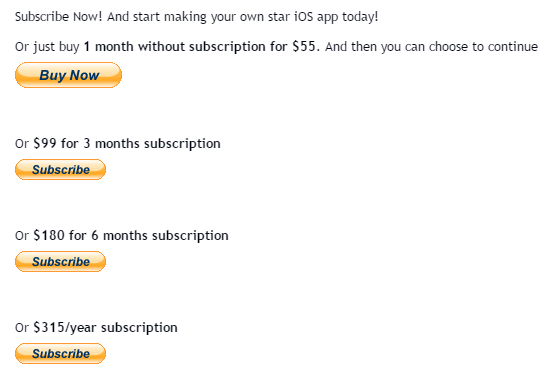 Subscribe Now! And start making your own star iOS app today!
Or just buy 1 month without subscription for $55. And then you can choose to continue
Buy Now
Or $99 for 3 months subscription
Subscribe
Or $180 for 6 months subscription
Subscribe
Or $315/year subscription
Subscribe